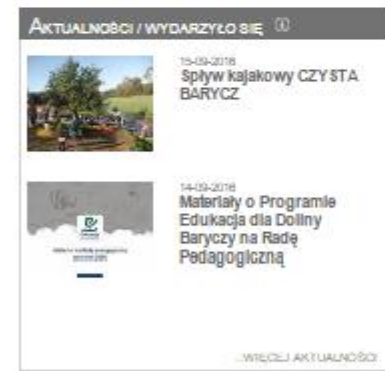 AKTUALNOŚCI / WYDARZYŁO SIĘ
15-09-2016
Spływ kajakowy CZYSTA
BARYCZ
14-09-2016
Materiały o Programie
Edukacja dla Doliny
Baryczy na Radę
Pedagogiczną
...WIĘCEJ AKTUALNOŚCI